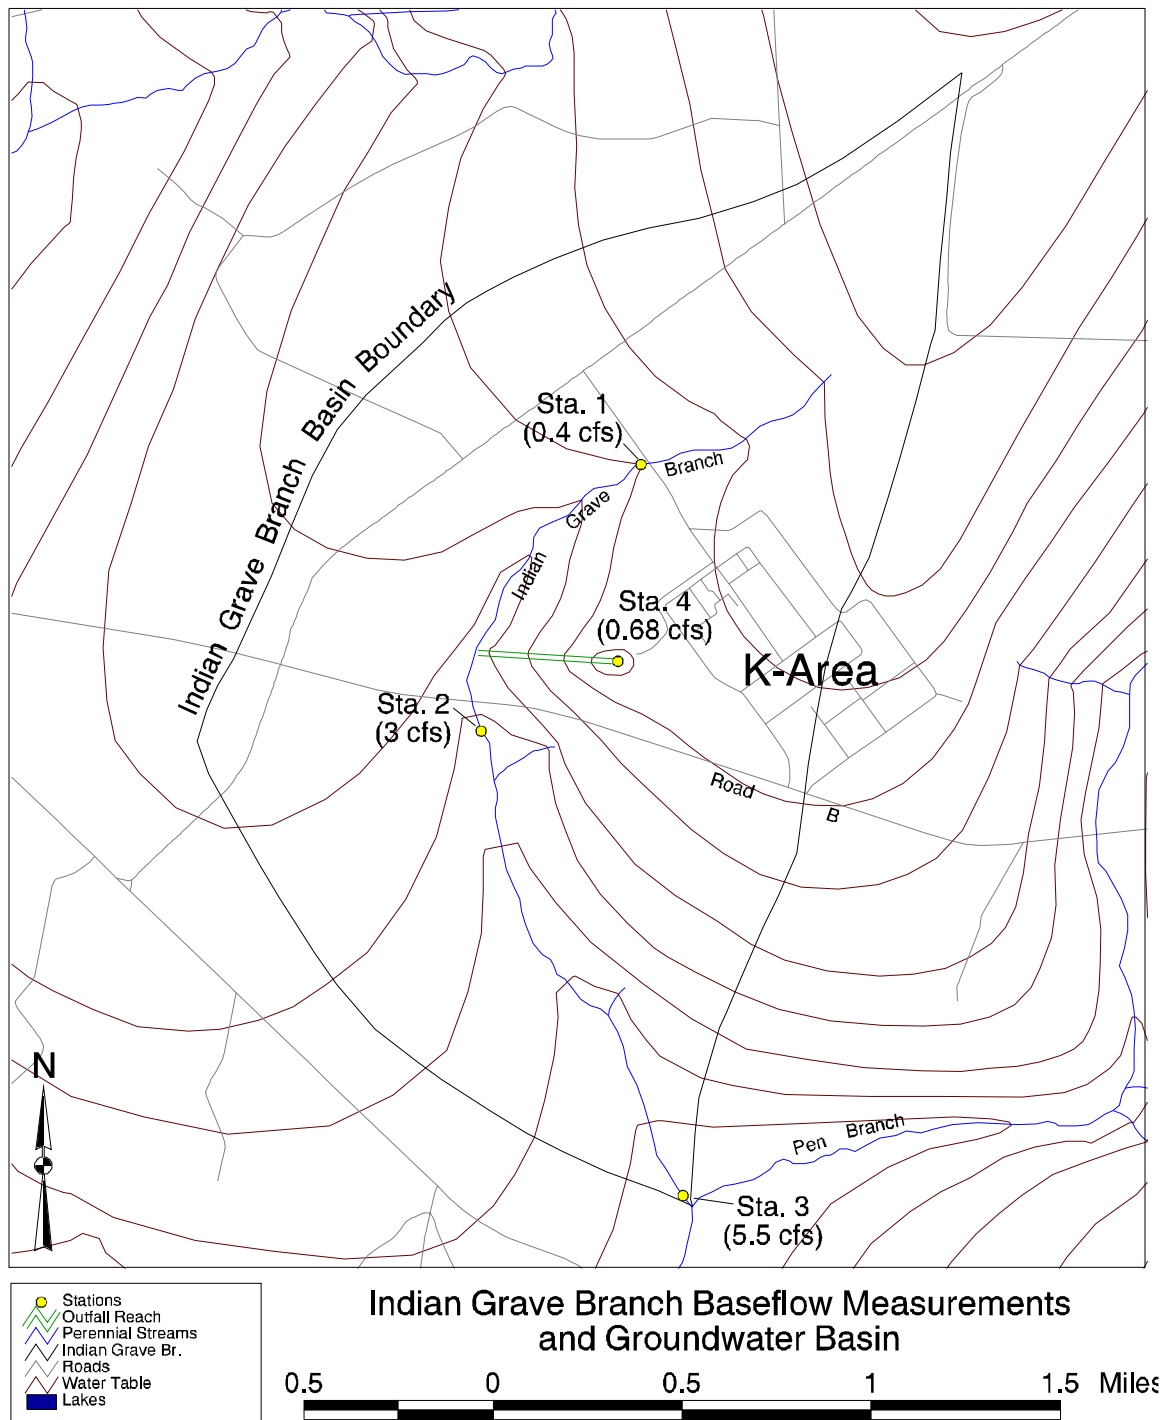 Indian Grave Branch Basin Boundary
Sta. 1
(0.4 cfs)
Branch
Grave
Indian
Sta. 4
(0.68 cfs)
K-Area
Sta. 2
(3 cfs)
Road B
N
Pen Branch
Sta. 3
(5.5 cfs)
Stations
Outfall Reach
Perennial Streams
Indian Grave Br.
Roads
Water Table
Lakes
Indian Grave Branch Baseflow Measurements
and Groundwater Basin
0.5 0 0.5 1 1.5 Miles